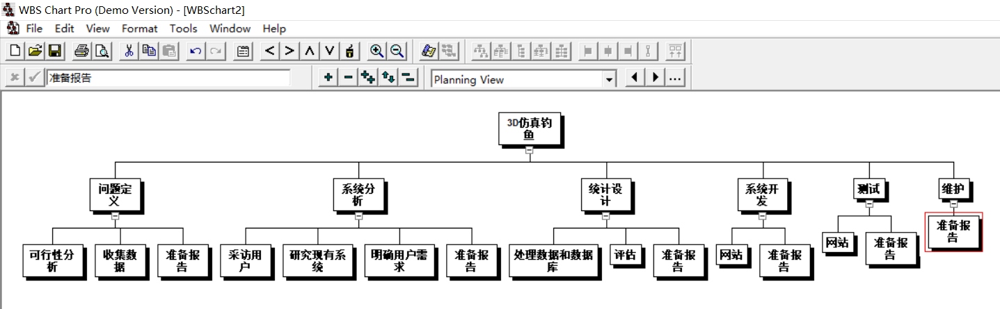 WBS Chart Pro (Demo Version) - [WBSchart2]
File Edit View Format Tools Window Help
准备报告
Planning View
3D仿真钓
鱼
问题定
义
系统分
析
统计设
计
系统开
发
测试
维护
可行性分
析
收集数
据
准备报
告
采访用
户
研究现有系
统
明确用户需
求
准备报
告
处理数据和数据
库
评估
准备报
告
网站
准备报
告
网站
准备报
告
准备报
告